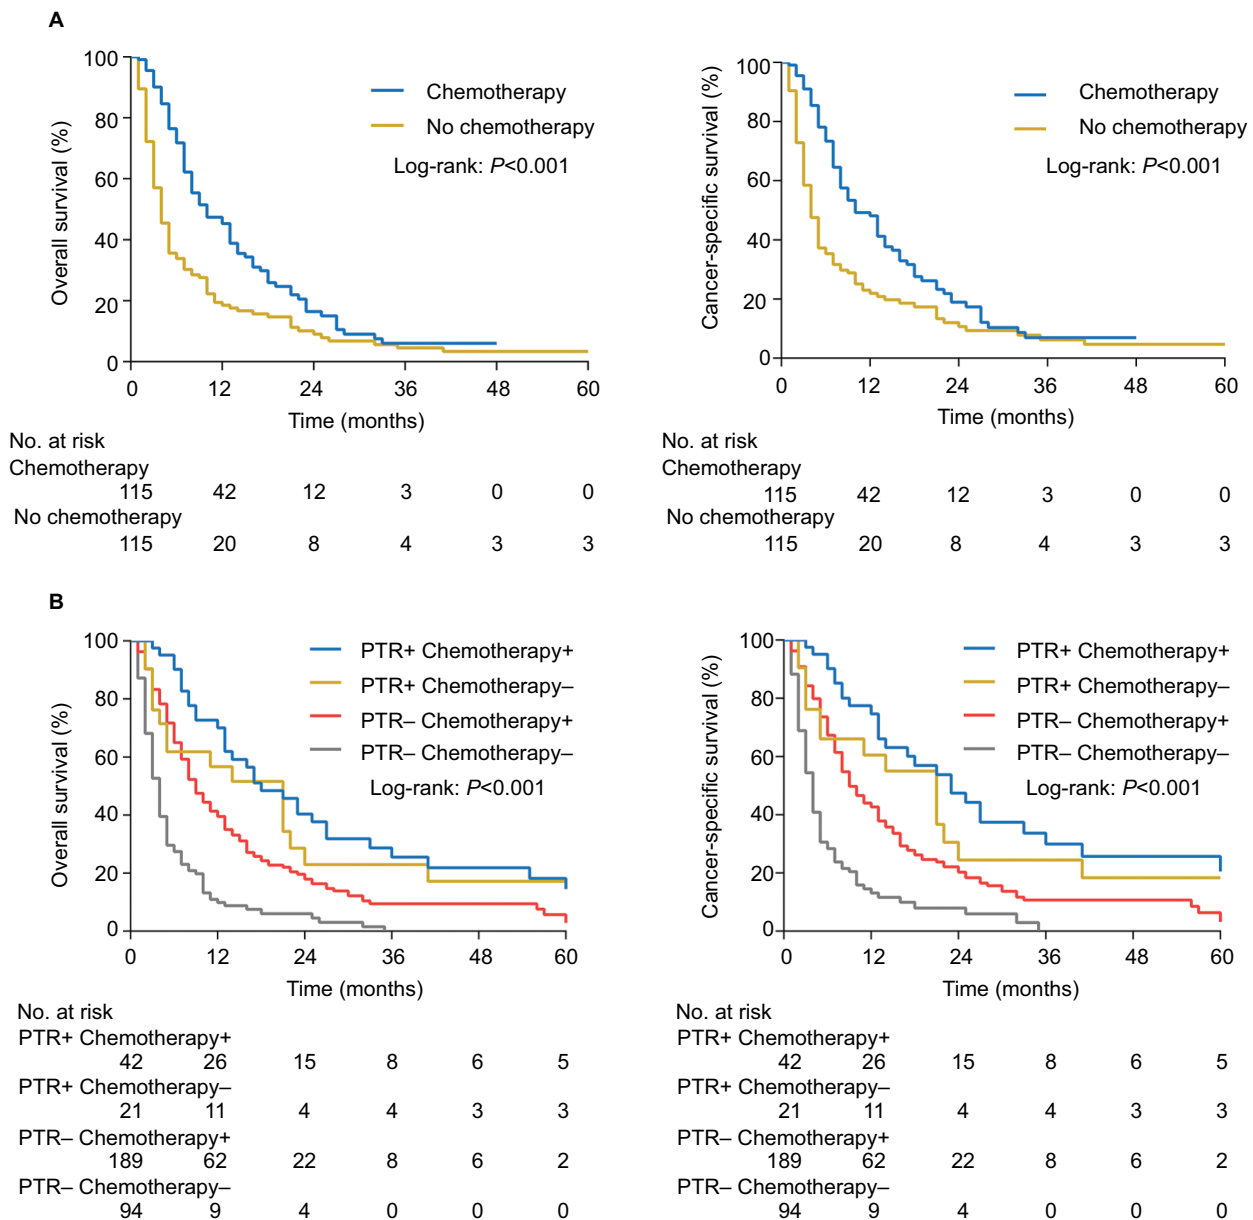 A
100
80
60
40
20
0
Overall survival (%)
Chemotherapy
No chemotherapy
Log-rank: P<0.001
0 12 24 36 48 60
Time (months)
No. at risk
Chemotherapy
115 42 12 3 0 0
No chemotherapy
115 20 8 4 3 3
100
80
60
40
20
0
Cancer-specific survival (%)
Chemotherapy
No chemotherapy
Log-rank: P<0.001
0 12 24 36 48 60
Time (months)
No. at risk
Chemotherapy
115 42 12 3 0 0
No chemotherapy
115 20 8 4 3 3
B
100
80
60
40
20
0
Overall survival (%)
PTR+ Chemotherapy+
PTR+ Chemotherapy–
PTR– Chemotherapy+
PTR– Chemotherapy–
Log-rank: P<0.001
0 12 24 36 48 60
Time (months)
No. at risk
PTR+ Chemotherapy+
42 26 15 8 6 5
PTR+ Chemotherapy–
21 11 4 4 3 3
PTR– Chemotherapy+
189 62 22 8 6 2
PTR– Chemotherapy–
94 9 4 0 0 0
100
80
60
40
20
0
Cancer-specific survival (%)
PTR+ Chemotherapy+
PTR+ Chemotherapy–
PTR– Chemotherapy+
PTR– Chemotherapy–
Log-rank: P<0.001
0 12 24 36 48 60
Time (months)
No. at risk
PTR+ Chemotherapy+
42 26 15 8 6 5
PTR+ Chemotherapy–
21 11 4 4 3 3
PTR– Chemotherapy+
189 62 22 8 6 2
PTR– Chemotherapy–
94 9 4 0 0 0